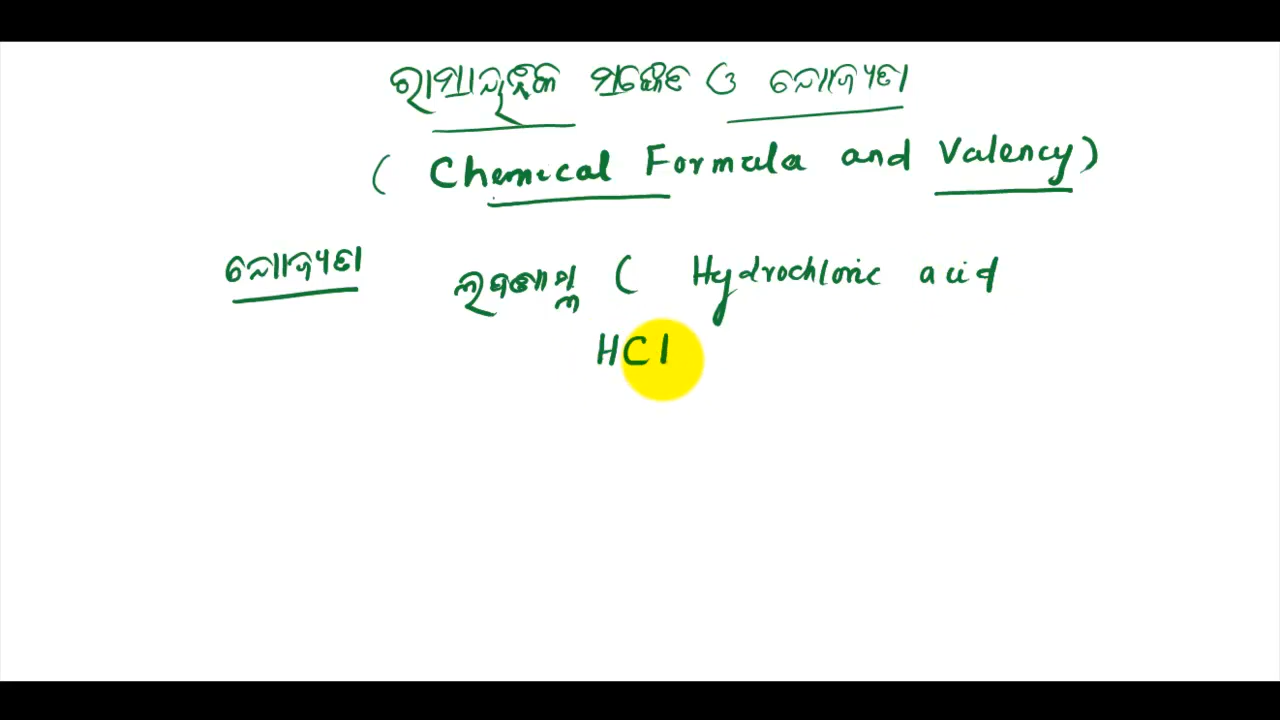 ରାସାୟନିକ ସଙ୍କେତ ଓ ଯୋଜ୍ୟତା
( Chemical Formula and Valency )
ଯୋଜ୍ୟତା ଲବଣାମ୍ଳ ( Hydrochloric acid
HCl